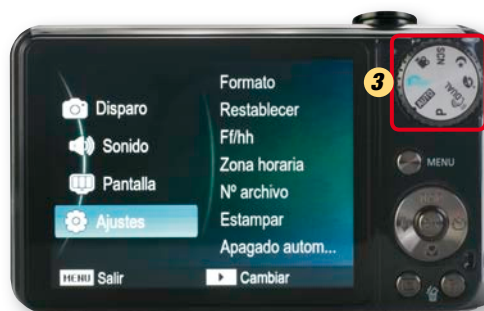 Disparo
Sonido
Pantalla
Ajustes
Formato
Restablecer
Ff/hh
Zona horaria
Nº archivo
Estampar
Apagado autom...
MENU Salir
Cambiar
3
SCN
DUAL
P
MENU